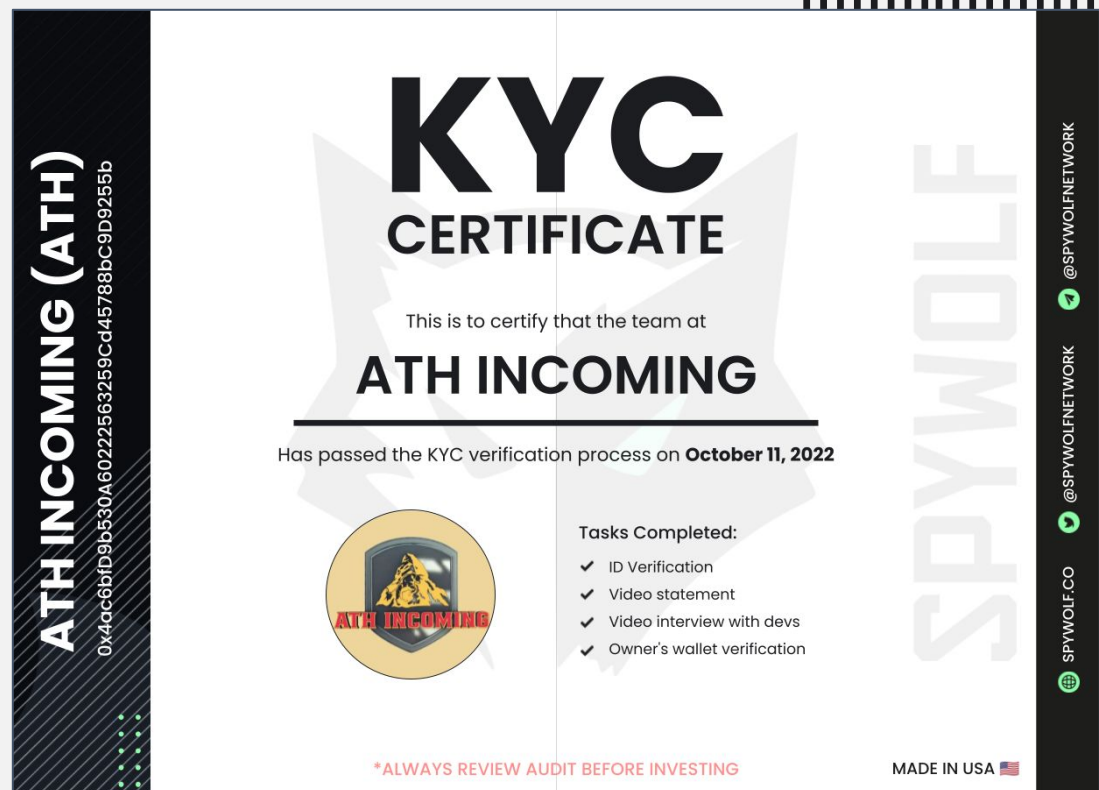 ATH INCOMING (ATH)
0x4ac6bfD9b530A60222563259Cd45788bC9D9255b
KYC
CERTIFICATE
This is to certify that the team at
ATH INCOMING
Has passed the KYC verification process on October 11, 2022
ATH INCOMING
Tasks Completed:
ID Verification
Video statement
Video interview with devs
Owner's wallet verification
*ALWAYS REVIEW AUDIT BEFORE INVESTING
MADE IN USA 🇺🇸
SPYWOLF
SPYWOLF.CO
@SPYWOLFNETWORK
@SPYWOLFNETWORK